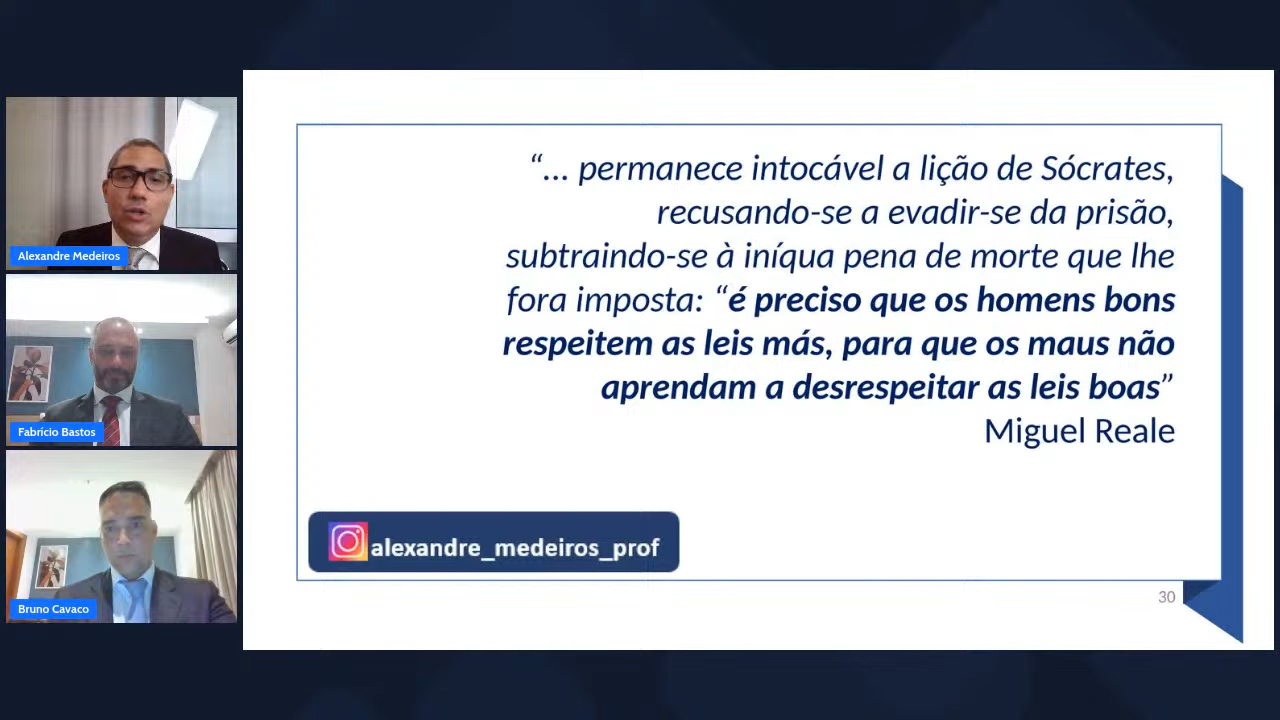 Alexandre Medeiros
Fabrício Bastos
Bruno Cavaco
“... permanece intocável a lição de Sócrates,
recusando-se a evadir-se da prisão,
subtraindo-se à iníqua pena de morte que lhe
fora imposta: “é preciso que os homens bons
respeitem as leis más, para que os maus não
aprendam a desrespeitar as leis boas”
Miguel Reale
alexandre_medeiros_prof
30